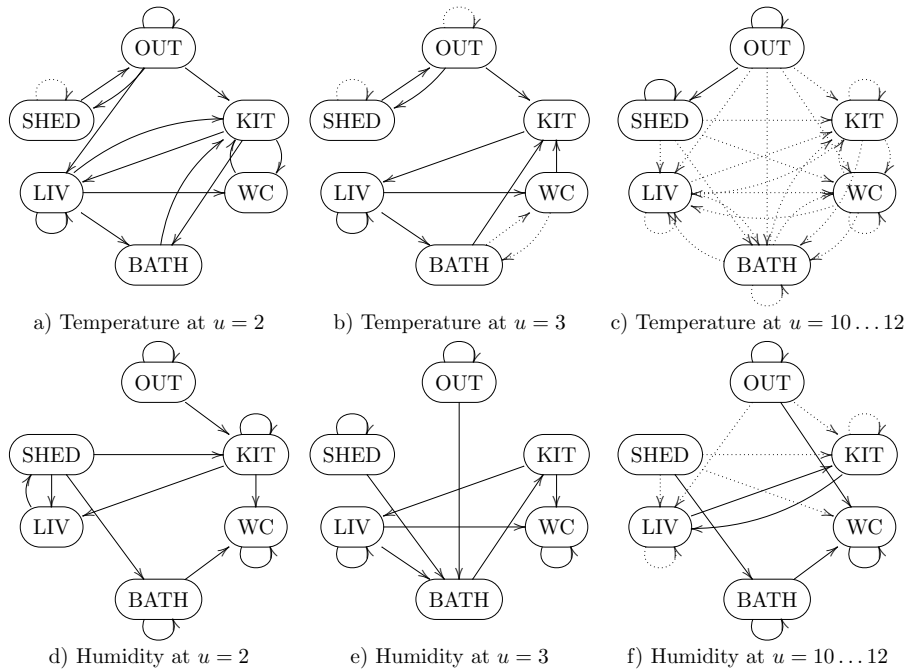 OUT OUT OUT
SHED KIT SHED KIT SHED KIT
LIV WC LIV WC LIV WC
BATH BATH BATH
a) Temperature at u = 2 b) Temperature at u = 3 c) Temperature at u = 10...12
OUT OUT OUT
SHED KIT SHED KIT SHED KIT
LIV WC LIV WC LIV WC
BATH BATH BATH
d) Humidity at u = 2 e) Humidity at u = 3 f) Humidity at u = 10...12